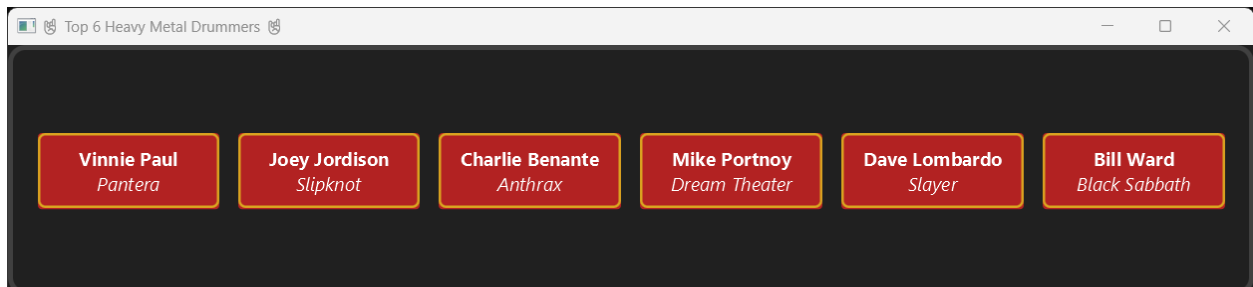 🤘 Top 6 Heavy Metal Drummers 🤘
Vinnie Paul
Pantera
Joey Jordison
Slipknot
Charlie Benante
Anthrax
Mike Portnoy
Dream Theater
Dave Lombardo
Slayer
Bill Ward
Black Sabbath